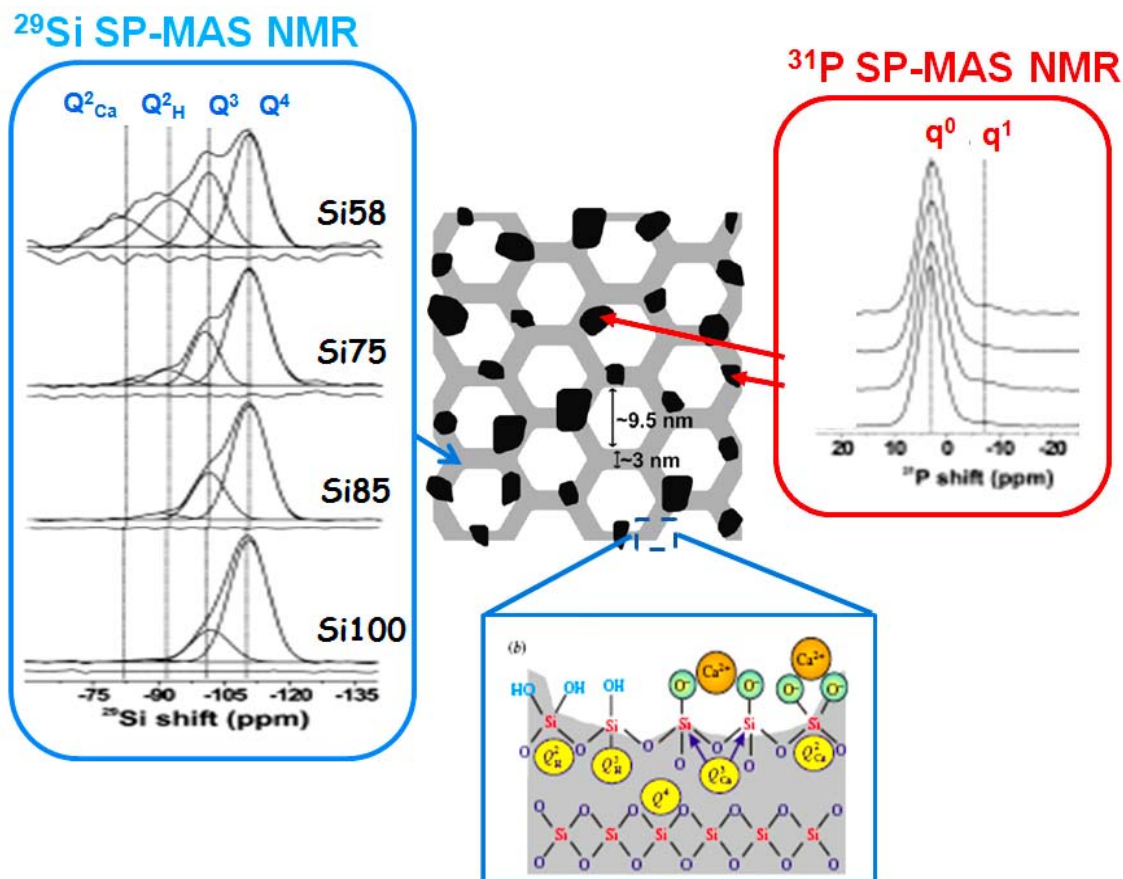 ²⁹Si SP-MAS NMR
Q²Ca Q²H Q³ Q⁴
Si58
Si75
Si85
Si100
-75 -90 -105 -120 -135
²⁹Si shift (ppm)
³¹P SP-MAS NMR
q⁰ q¹
20 10 0 -10 -20
³¹P shift (ppm)
~9.5 nm
~3 nm
(b)
HO OH OH O⁻ Ca²⁺ O⁻ Ca²⁺ O⁻ O⁻
Si Si Si Si Si
O O O O O O
Q²H Q³H O O Q³Ca Q²Ca
Q⁴
O O O O O O O
Si Si Si Si Si Si
O O O O O O O